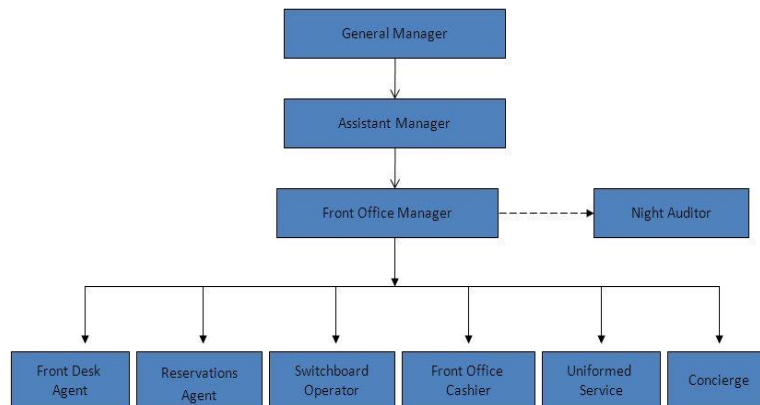 General Manager
Assistant Manager
Front Office Manager
Night Auditor
Front Desk
Agent
Reservations
Agent
Switchboard
Operator
Front Office
Cashier
Uniformed
Service
Concierge